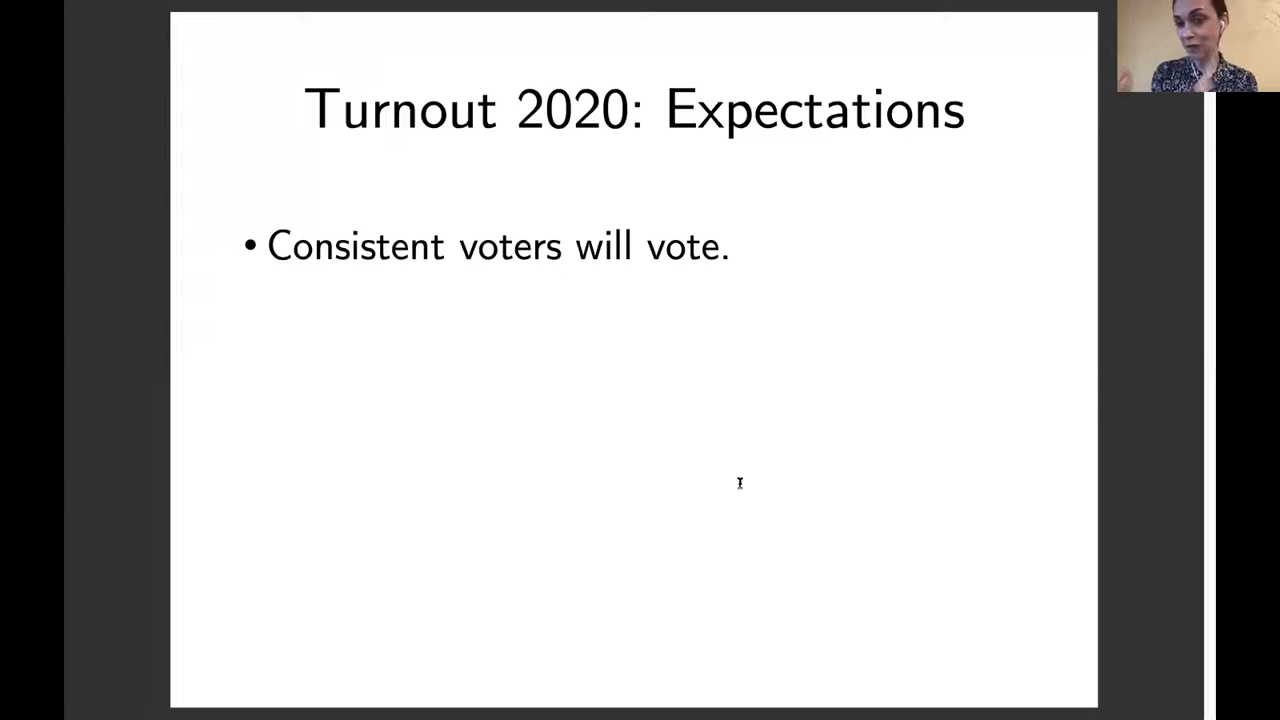 Turnout 2020: Expectations
• Consistent voters will vote.